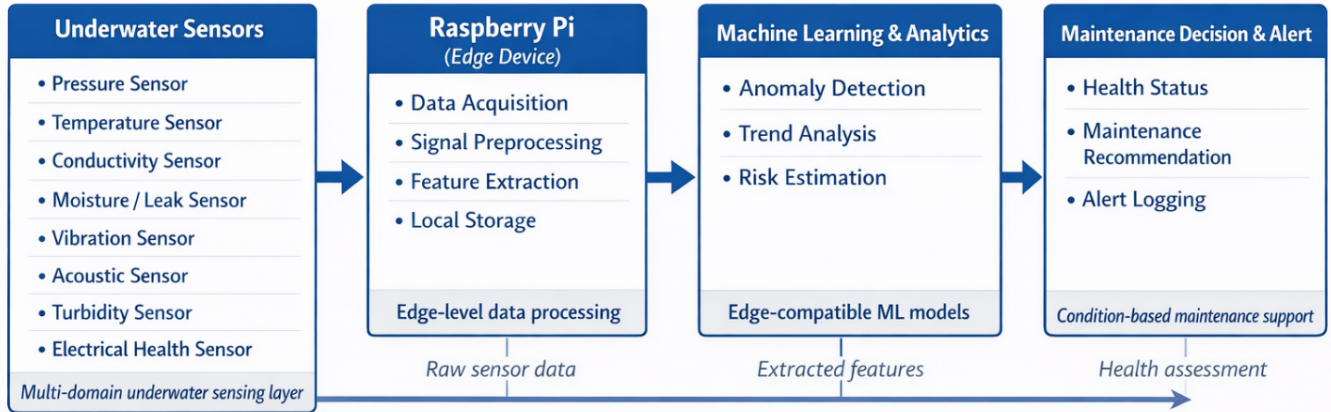 Underwater Sensors
• Pressure Sensor
• Temperature Sensor
• Conductivity Sensor
• Moisture / Leak Sensor
• Vibration Sensor
• Acoustic Sensor
• Turbidity Sensor
• Electrical Health Sensor
Multi-domain underwater sensing layer
Raspberry Pi
(Edge Device)
• Data Acquisition
• Signal Preprocessing
• Feature Extraction
• Local Storage
Edge-level data processing
Machine Learning & Analytics
• Anomaly Detection
• Trend Analysis
• Risk Estimation
Edge-compatible ML models
Maintenance Decision & Alert
• Health Status
• Maintenance
Recommendation
• Alert Logging
Condition-based maintenance support
Raw sensor data
Extracted features
Health assessment